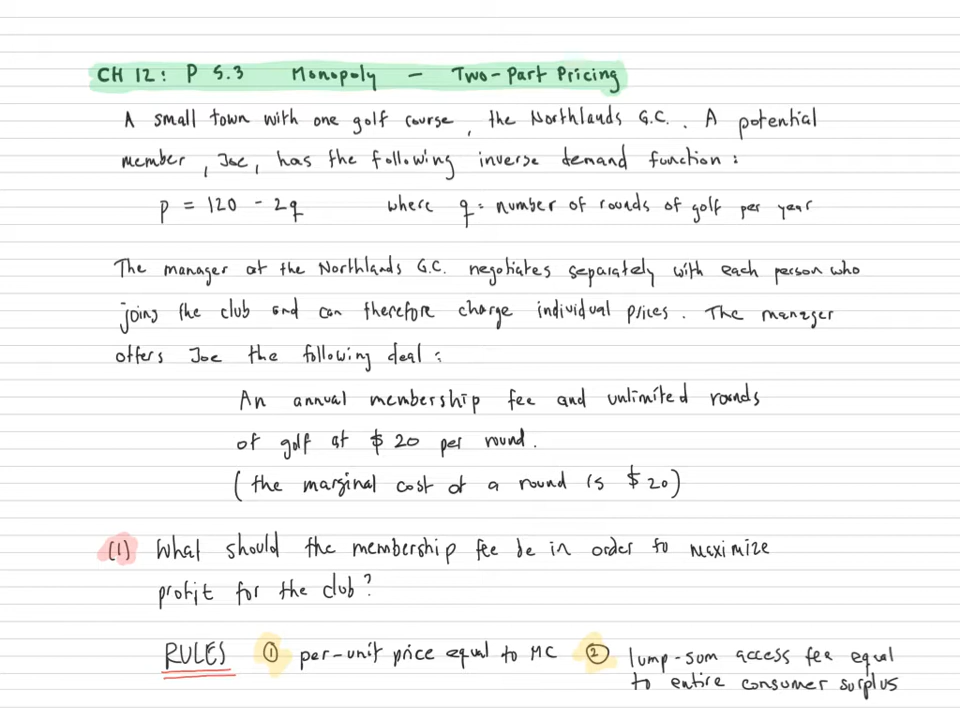 CH 12: P 5.3 Monopoly - Two-Part Pricing
A small town with one golf course, the Northlands G.C. A potential
member, Joe, has the following inverse demand function:
p = 120 - 2q where q = number of rounds of golf per year
The manager at the Northlands G.C. negotiates separately with each person who
joins the club and can therefore charge individual prices. The manager
offers Joe the following deal:
An annual membership fee and unlimited rounds
of golf at $20 per round.
(the marginal cost of a round is $20)
(1) What should the membership fee be in order to maximize
profit for the club?
RULES ① per-unit price equal to MC ② lump-sum access fee equal
to entire consumer surplus